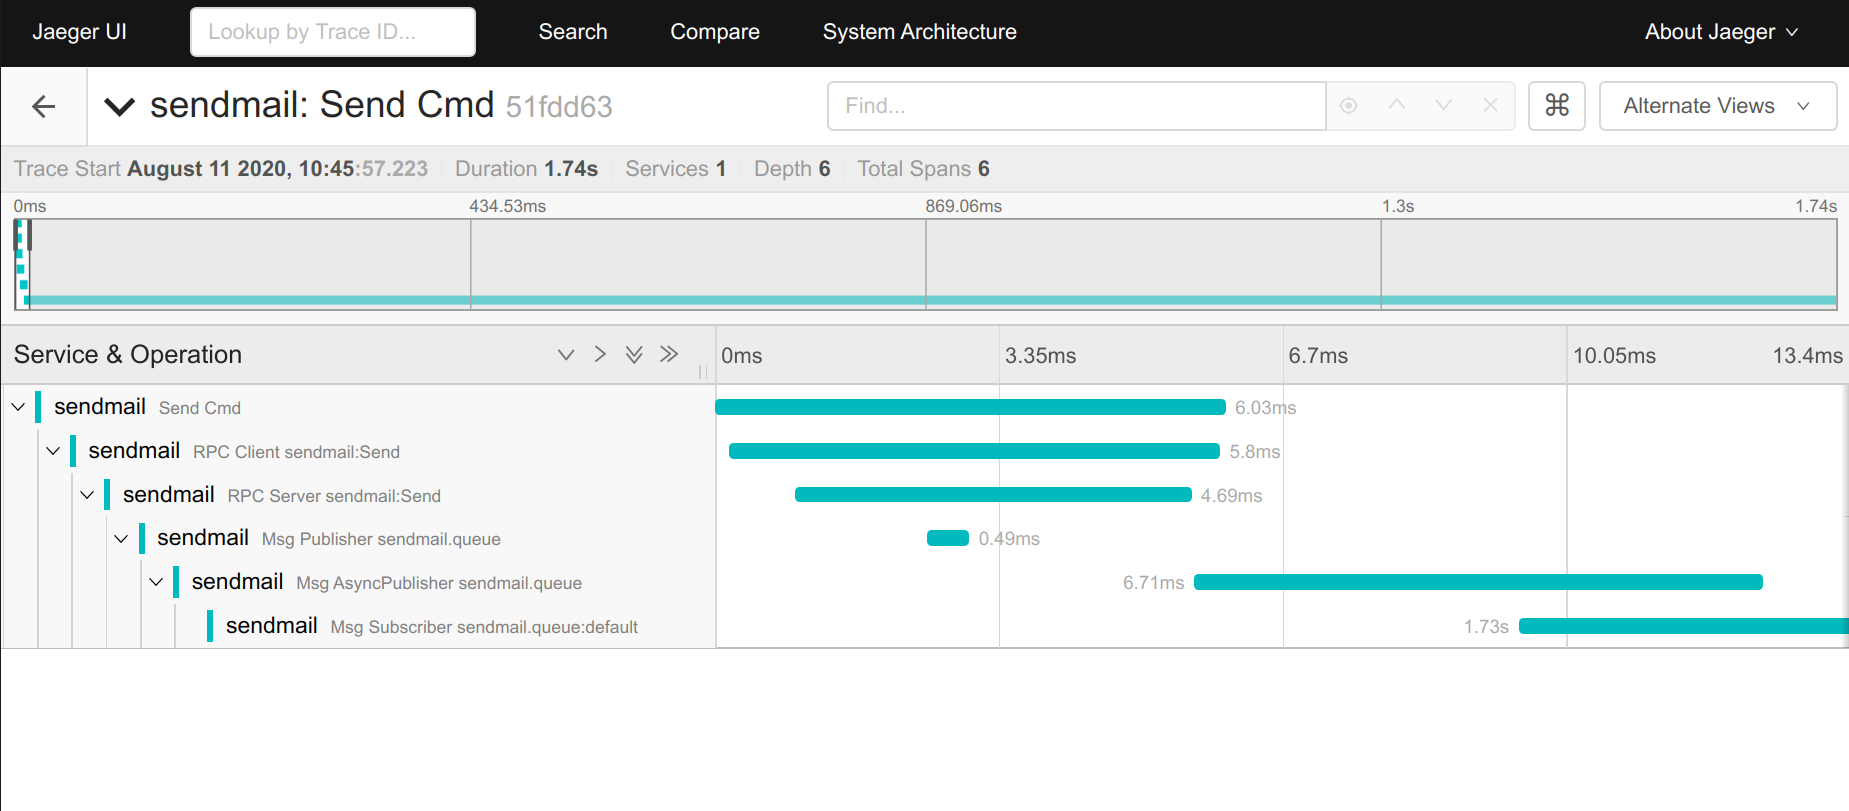 Jaeger UI Lookup by Trace ID... Search Compare System Architecture About Jaeger
sendmail: Send Cmd 51fdd63 Find... ⌘ Alternate Views
Trace Start August 11 2020, 10:45:57.223 Duration 1.74s Services 1 Depth 6 Total Spans 6
0ms 434.53ms 869.06ms 1.3s 1.74s
Service & Operation 0ms 3.35ms 6.7ms 10.05ms 13.4ms
sendmail Send Cmd 6.03ms
sendmail RPC Client sendmail:Send 5.8ms
sendmail RPC Server sendmail:Send 4.69ms
sendmail Msg Publisher sendmail.queue 0.49ms
sendmail Msg AsyncPublisher sendmail.queue 6.71ms
sendmail Msg Subscriber sendmail.queue:default 1.73s